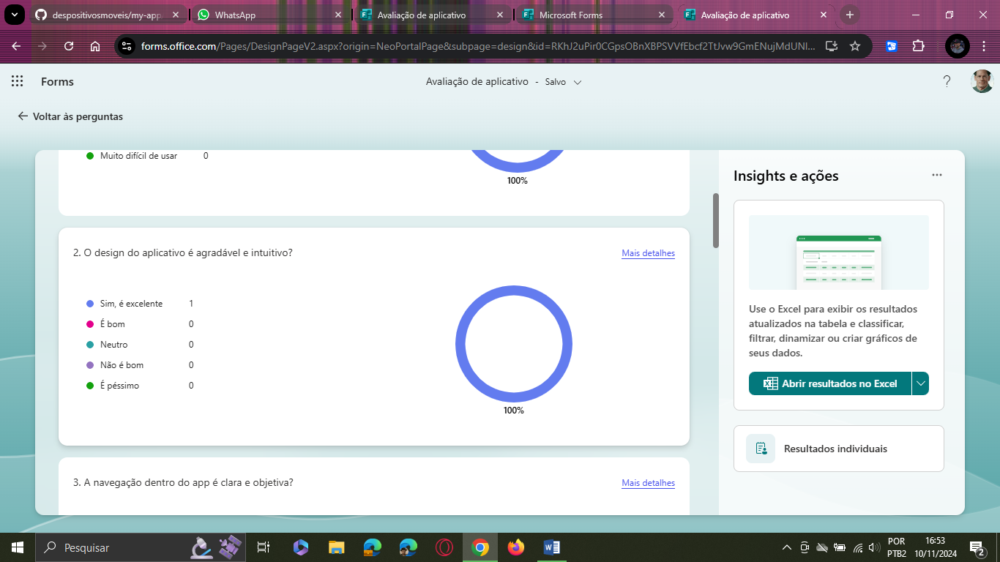 despositivosmoveis/my-app
WhatsApp
Avaliação de aplicativo
Microsoft Forms
Avaliação de aplicativo
forms.office.com/Pages/DesignPageV2.aspx?origin=NeoPortalPage&subpage=design&id=RKhJ2uPir0CGpsOBnXBPSVVfEbcf2TtJvw9GmENujMdUNl...
Forms
Avaliação de aplicativo - Salvo
?
Voltar às perguntas
Muito difícil de usar 0
100%
2. O design do aplicativo é agradável e intuitivo?
Mais detalhes
Sim, é excelente 1
É bom 0
Neutro 0
Não é bom 0
É péssimo 0
100%
3. A navegação dentro do app é clara e objetiva?
Mais detalhes
Insights e ações
Use o Excel para exibir os resultados
atualizados na tabela e classificar,
filtrar, dinamizar ou criar gráficos de
seus dados.
Abrir resultados no Excel
Resultados individuais
Pesquisar
POR
PTB2
16:53
10/11/2024
2